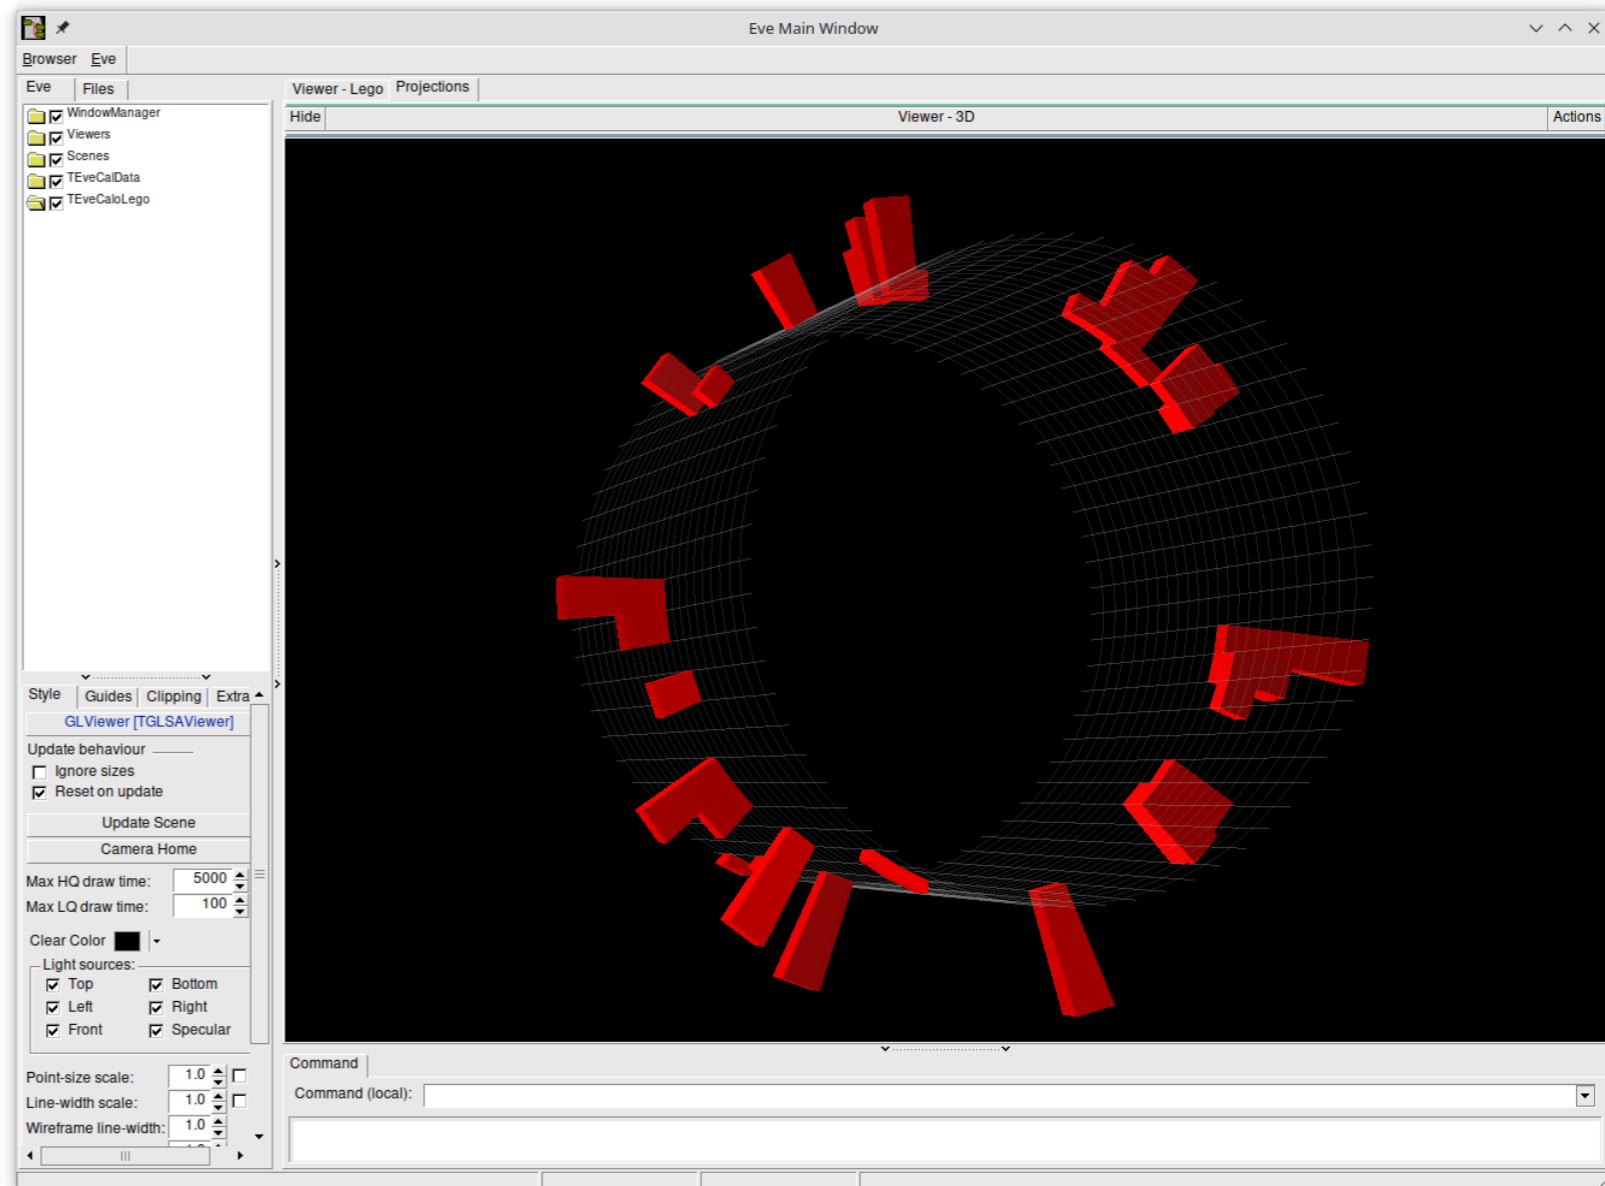 Eve Main Window
Browser Eve
Eve Files
WindowManager
Viewers
Scenes
TEveCalData
TEveCaloLego
Viewer - Lego Projections
Hide Viewer - 3D Actions
Style Guides Clipping Extra
GLViewer [TGLSAViewer]
Update behaviour
Ignore sizes
Reset on update
Update Scene
Camera Home
Max HQ draw time: 5000
Max LQ draw time: 100
Clear Color
Light sources:
Top Bottom
Left Right
Front Specular
Point-size scale: 1.0
Line-width scale: 1.0
Wireframe line-width: 1.0
Command
Command (local):